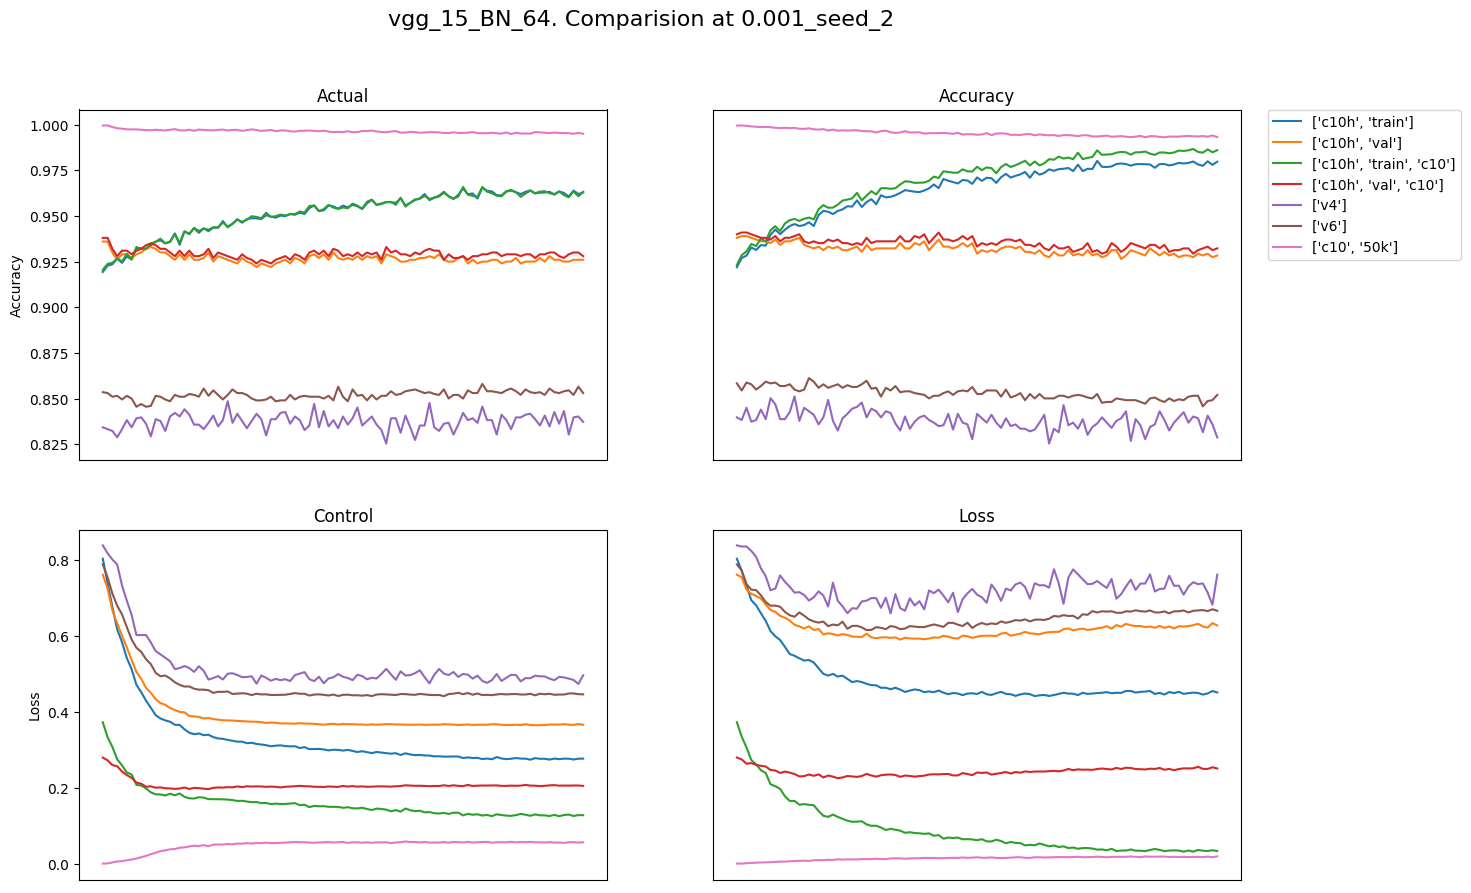 vgg_15_BN_64. Comparision at 0.001_seed_2
Actual
Accuracy
1.000
0.975
0.950
0.925
0.900
0.875
0.850
0.825
Accuracy
['c10h', 'train']
['c10h', 'val']
['c10h', 'train', 'c10']
['c10h', 'val', 'c10']
['v4']
['v6']
['c10', '50k']
Control
Loss
0.8
0.6
0.4
0.2
0.0
Loss